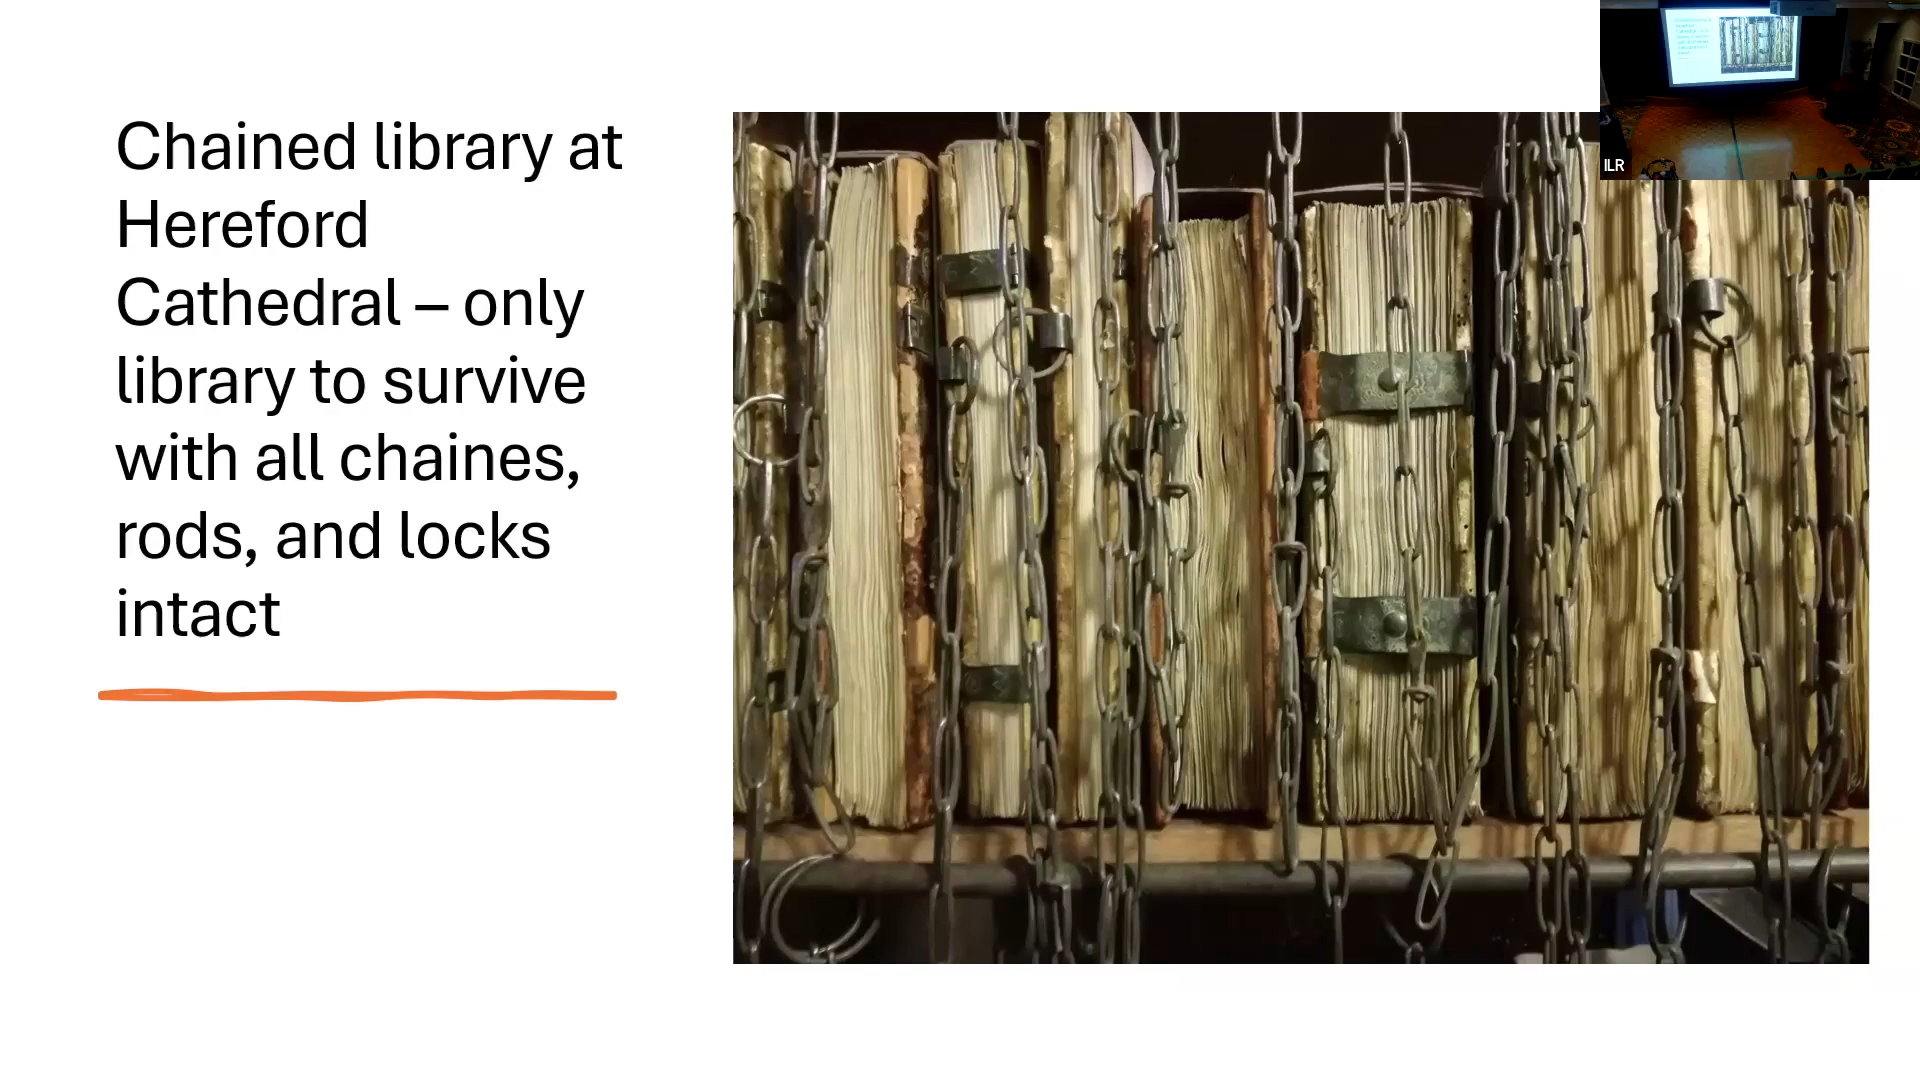 Chained library at
Hereford
Cathedral – only
library to survive
with all chaines,
rods, and locks
intact
ILR